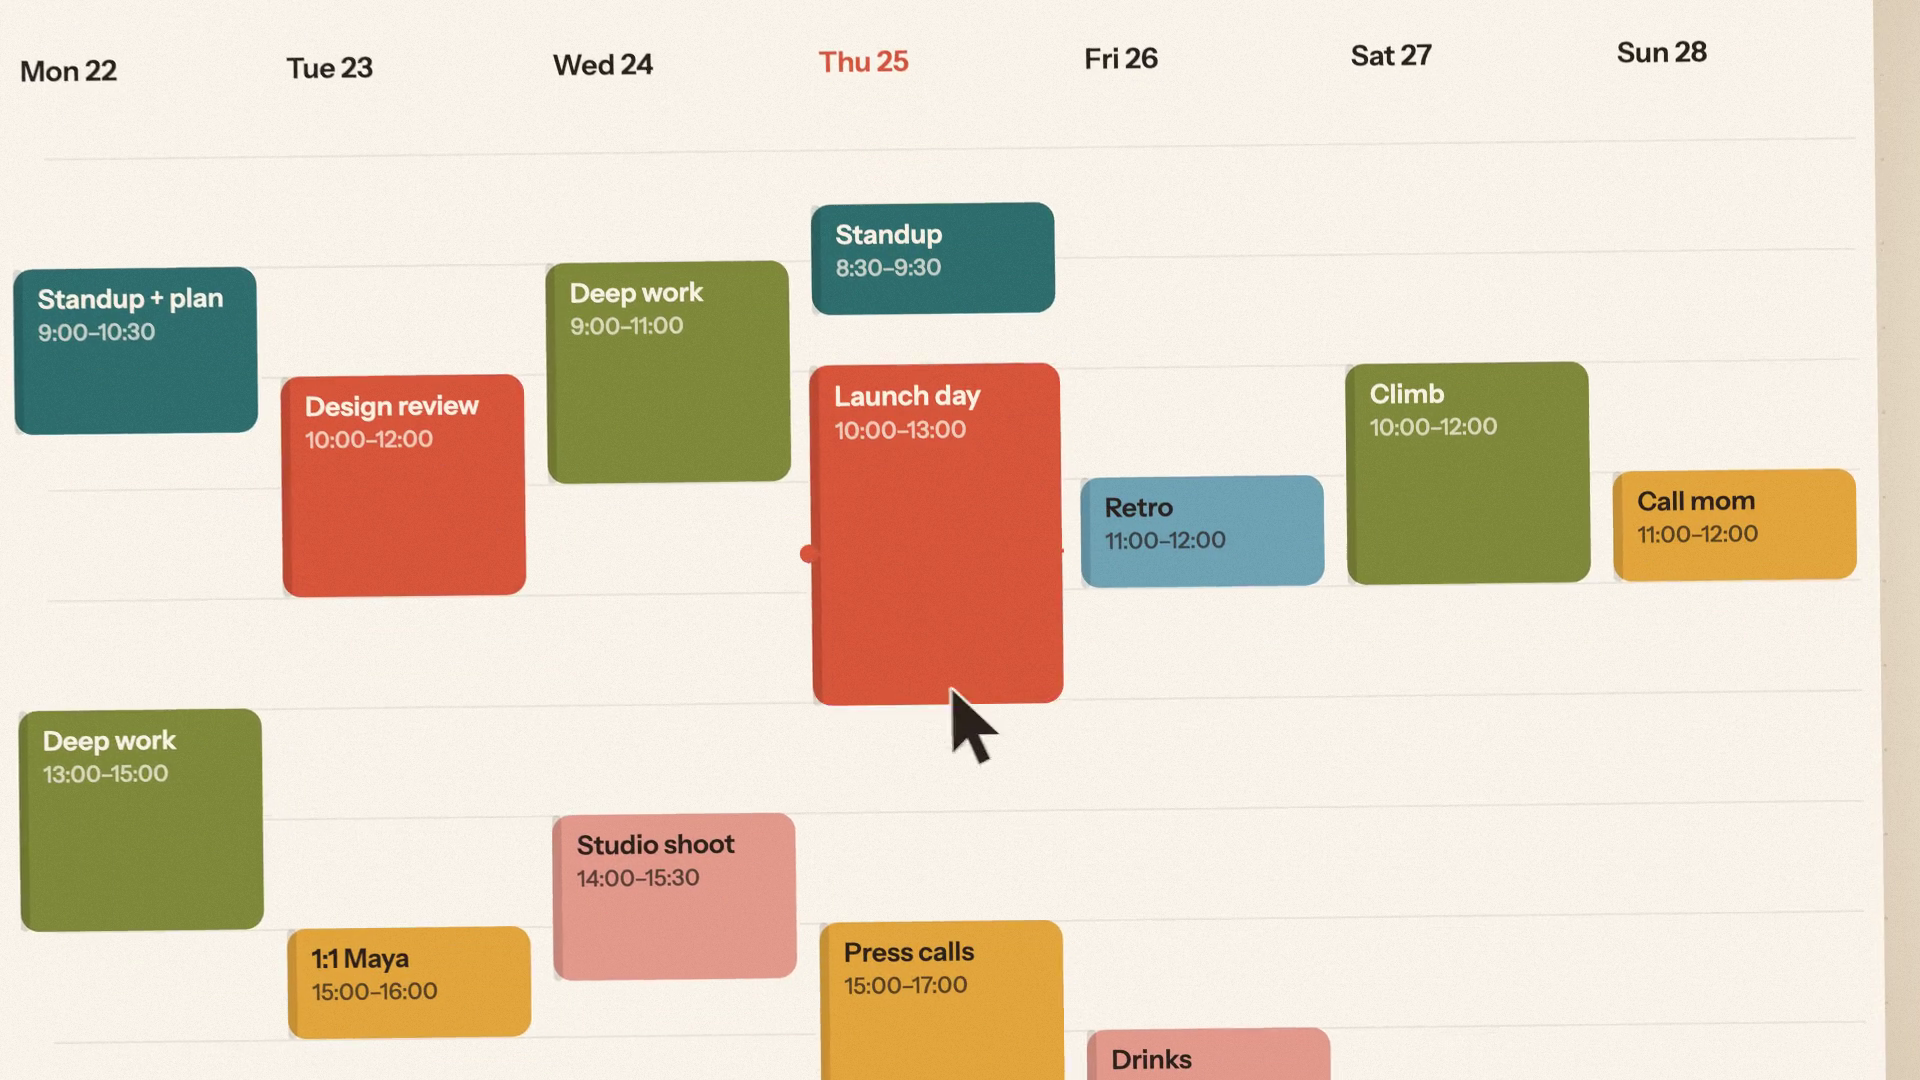 Mon 22
Tue 23
Wed 24
Thu 25
Fri 26
Sat 27
Sun 28
Standup + plan
9:00–10:30
Deep work
13:00–15:00
Design review
10:00–12:00
1:1 Maya
15:00–16:00
Deep work
9:00–11:00
Studio shoot
14:00–15:30
Standup
8:30–9:30
Launch day
10:00–13:00
Press calls
15:00–17:00
Retro
11:00–12:00
Drinks
Climb
10:00–12:00
Call mom
11:00–12:00